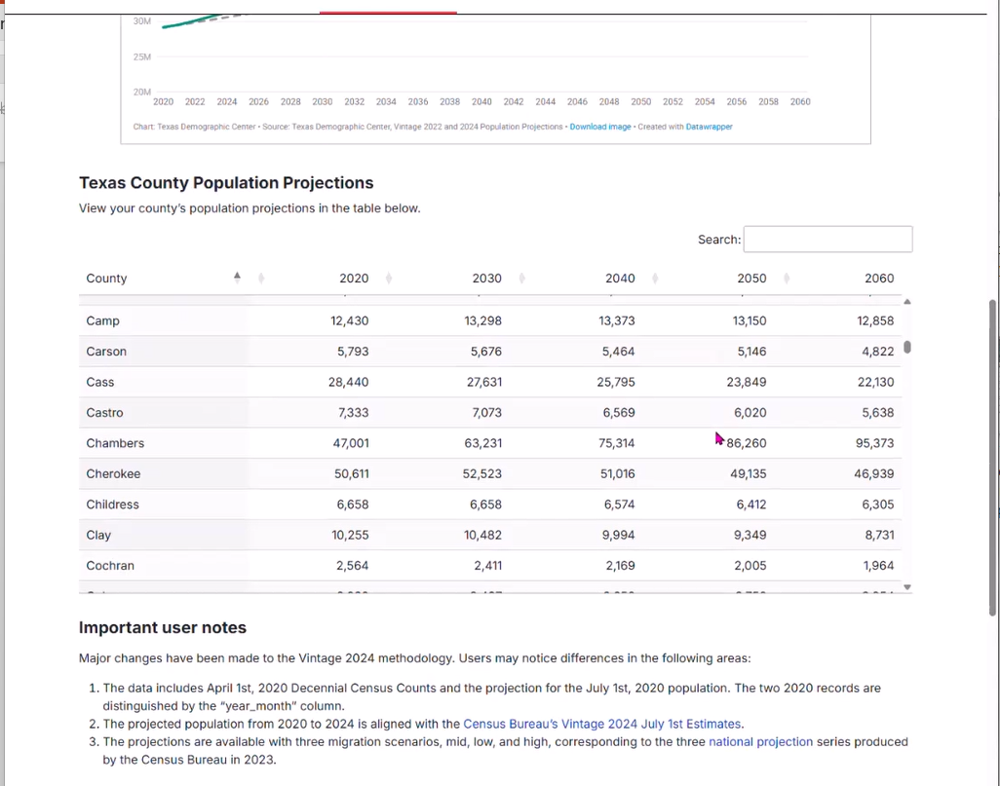 30M
25M
20M
2020 2022 2024 2026 2028 2030 2032 2034 2036 2038 2040 2042 2044 2046 2048 2050 2052 2054 2056 2058 2060
Chart: Texas Demographic Center • Source: Texas Demographic Center, Vintage 2022 and 2024 Population Projections • Download image • Created with Datawrapper
Texas County Population Projections
View your county's population projections in the table below.
Search:
County 2020 2030 2040 2050 2060
Camp 12,430 13,298 13,373 13,150 12,858
Carson 5,793 5,676 5,464 5,146 4,822
Cass 28,440 27,631 25,795 23,849 22,130
Castro 7,333 7,073 6,569 6,020 5,638
Chambers 47,001 63,231 75,314 86,260 95,373
Cherokee 50,611 52,523 51,016 49,135 46,939
Childress 6,658 6,658 6,574 6,412 6,305
Clay 10,255 10,482 9,994 9,349 8,731
Cochran 2,564 2,411 2,169 2,005 1,964
Important user notes
Major changes have been made to the Vintage 2024 methodology. Users may notice differences in the following areas:
1. The data includes April 1st, 2020 Decennial Census Counts and the projection for the July 1st, 2020 population. The two 2020 records are
distinguished by the “year_month” column.
2. The projected population from 2020 to 2024 is aligned with the Census Bureau's Vintage 2024 July 1st Estimates.
3. The projections are available with three migration scenarios, mid, low, and high, corresponding to the three national projection series produced
by the Census Bureau in 2023.